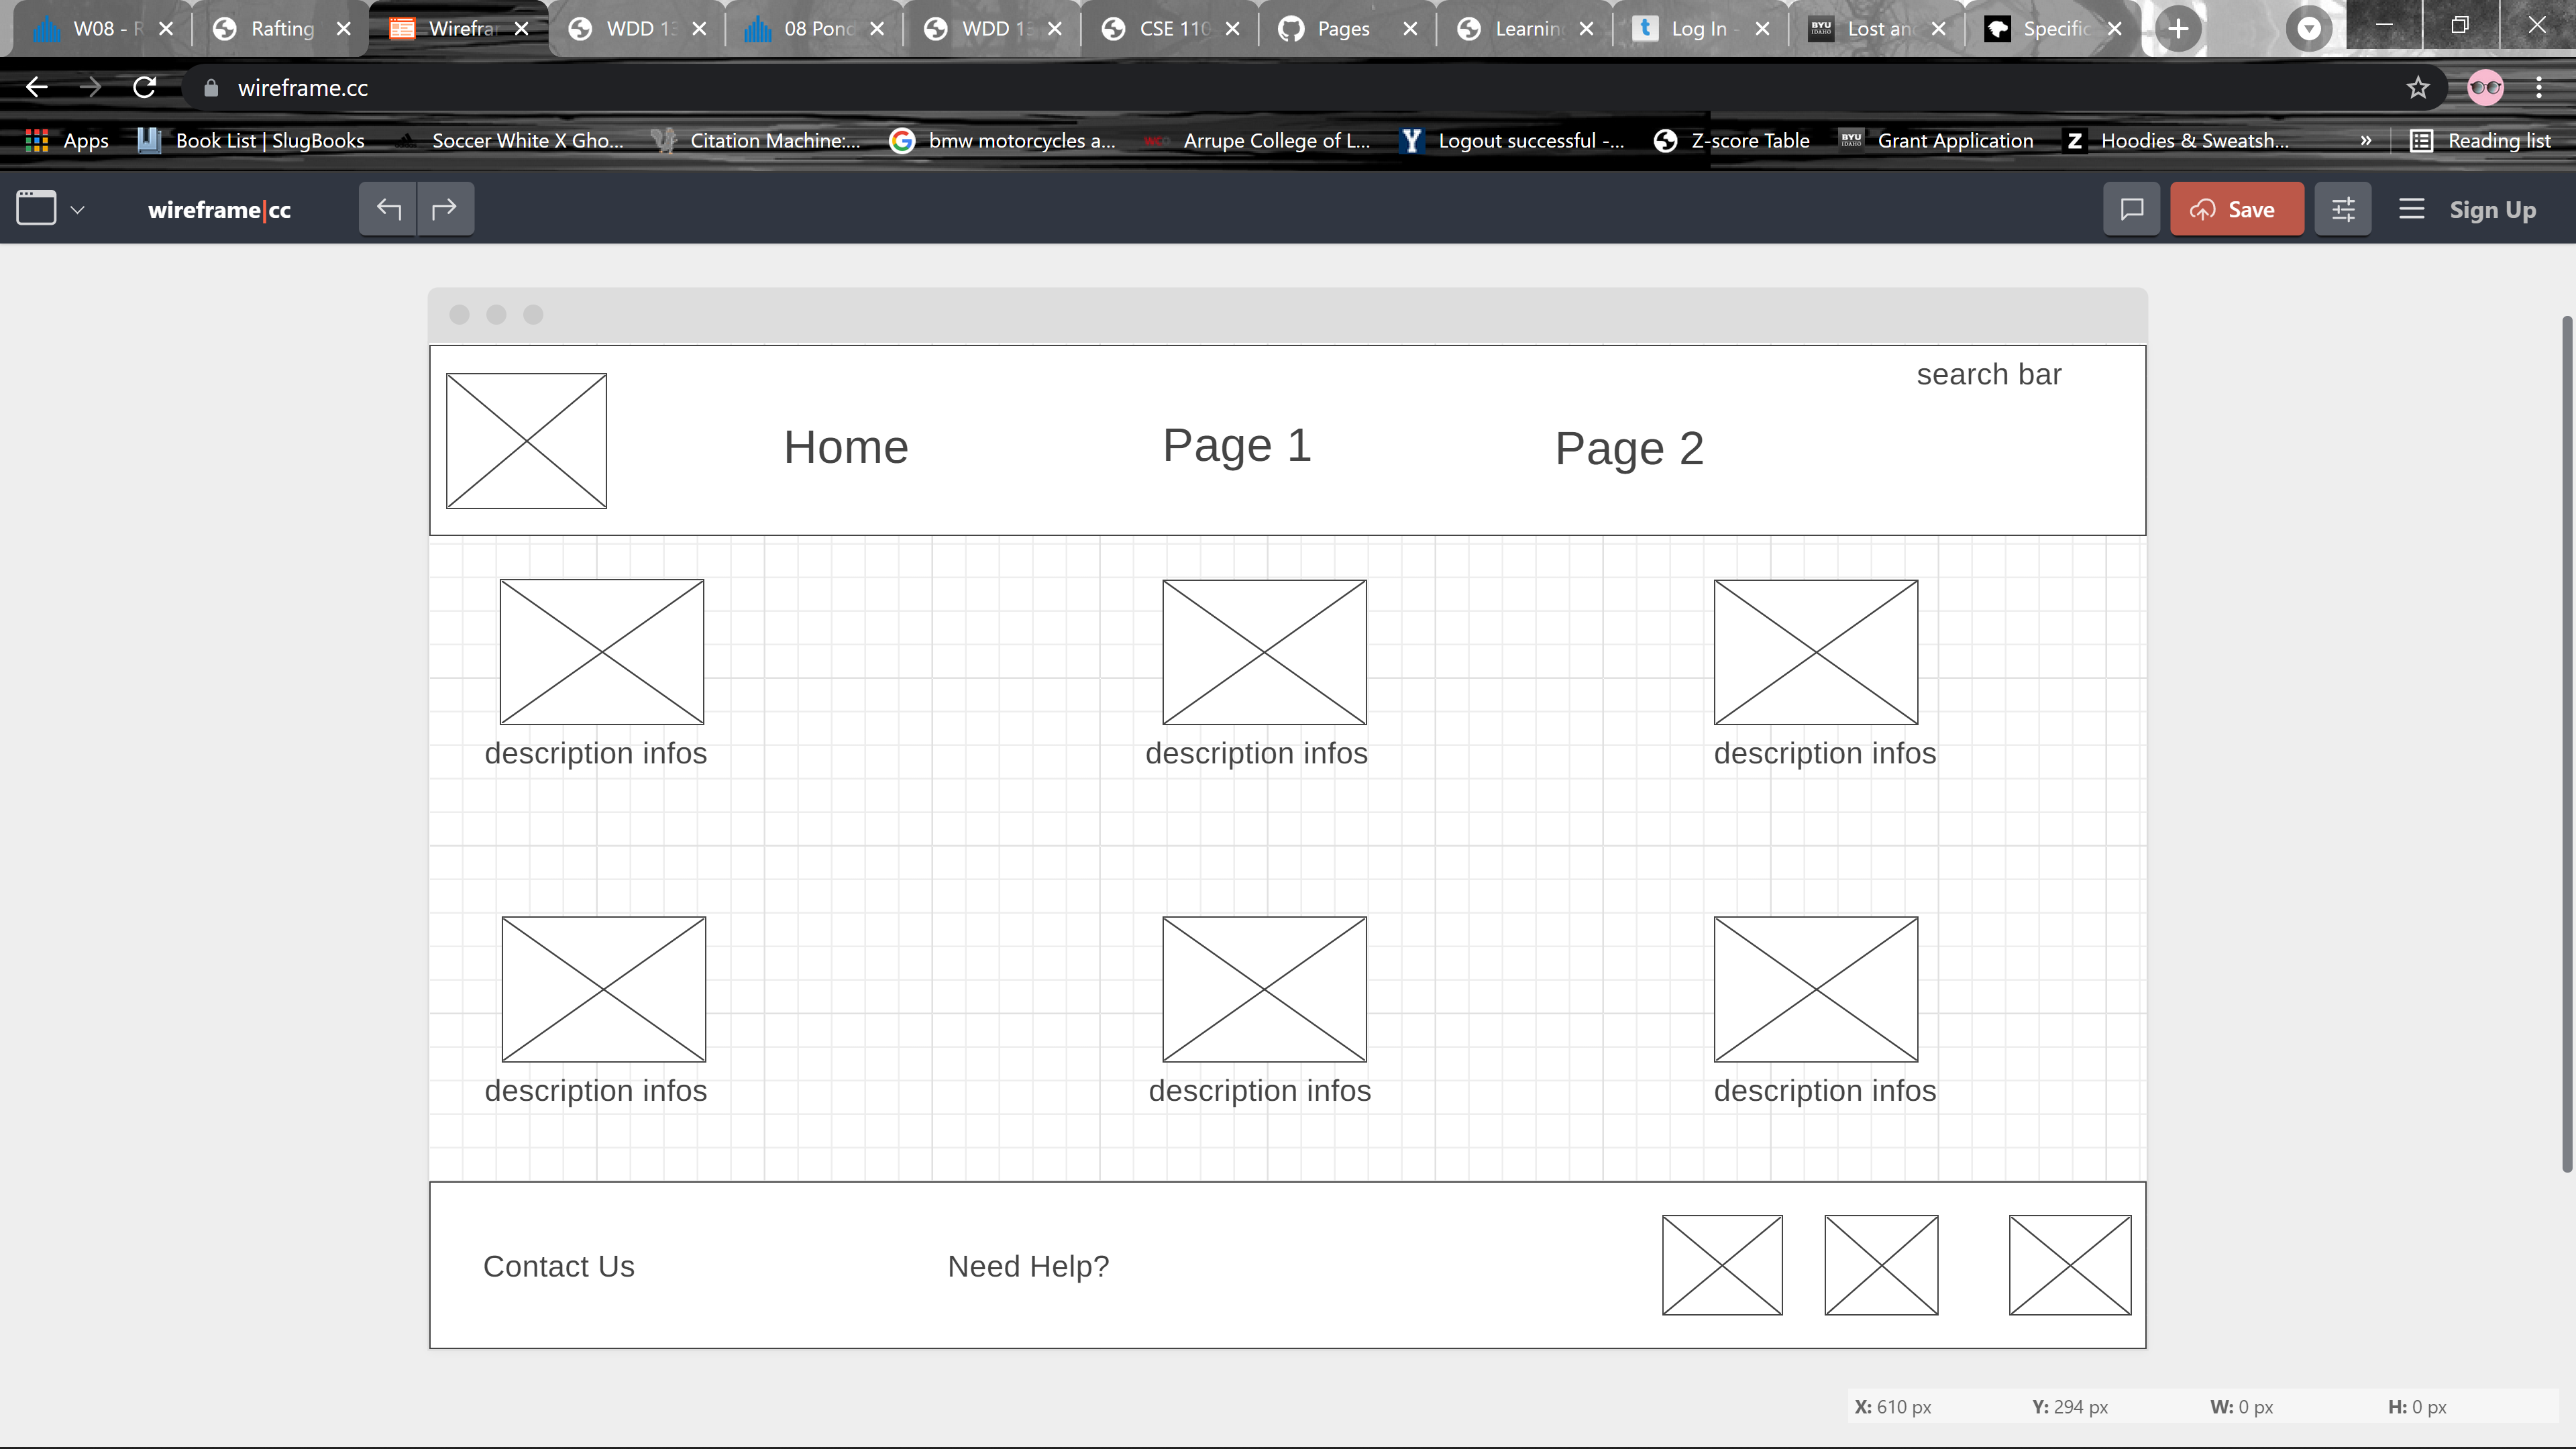 W08 - R Rafting Wirefra WDD 13 08 Pond WDD 13 CSE 110 Pages Learnin Log In - Lost an Specific
wireframe.cc
Apps Book List | SlugBooks Soccer White X Gho... Citation Machine:... bmw motorcycles a... Arrupe College of L... Logout successful -... Z-score Table BYU IDAHO Grant Application Hoodies & Sweatsh... » Reading list
wireframe|cc Save Sign Up
search bar
Home Page 1 Page 2
description infos description infos description infos
description infos description infos description infos
Contact Us Need Help?
X: 610 px Y: 294 px W: 0 px H: 0 px